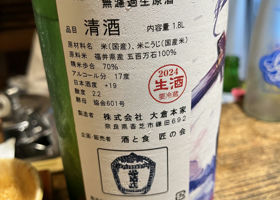 無濾過生原酒
清酒 内容量 1.8L
原材料名 米(国産)、米こうじ(国産米)
原料米 福井県産 五百万石100%
精米歩合 70%
アルコール分 17度
日本酒度 +19
酸度 2.2
酵母 協会601号
2024
生酒
要冷蔵
製造者 株式会社 大倉本家
奈良県香芝市鎌田692
企画・販売者 酒と食 匠の会